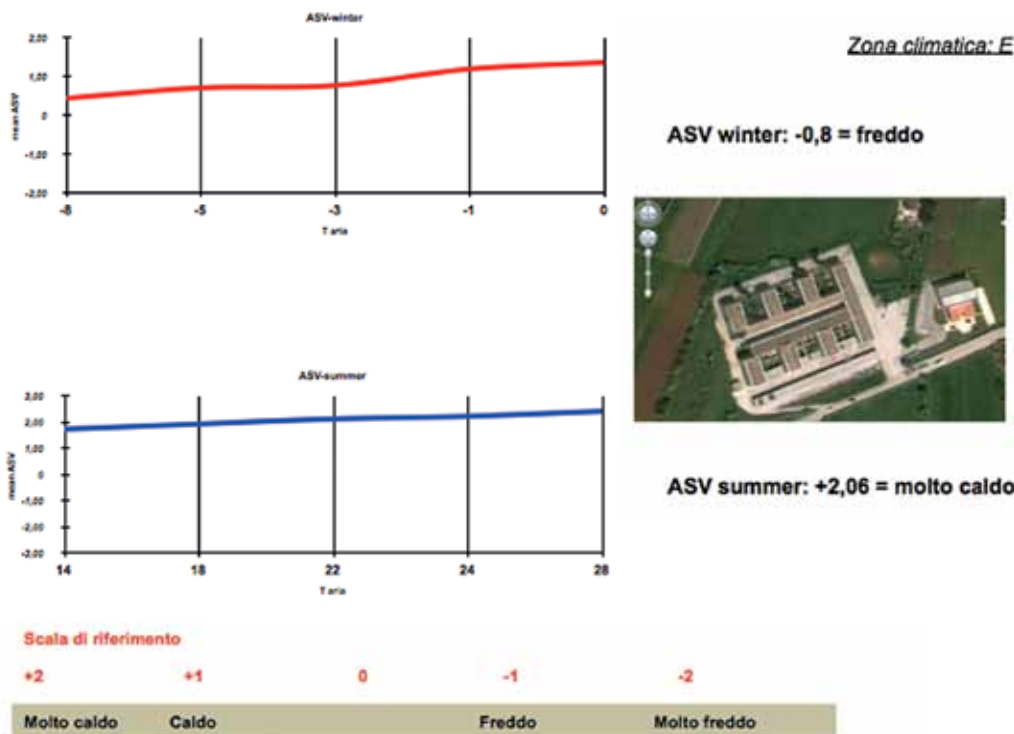 ASV-winter
Zona climatica: E
2,00
1,00
0
-1,00
-2,00
mean ASV
-8 -5 -3 -1 0
T aria
ASV winter: -0,8 = freddo
ASV-summer
2,00
2,00
1,00
0
-1,00
-2,00
-2,00
mean ASV
14 18 22 24 28
T aria
ASV summer: +2,06 = molto caldo
Scala di riferimento
+2 +1 0 -1 -2
Molto caldo Caldo Freddo Molto freddo